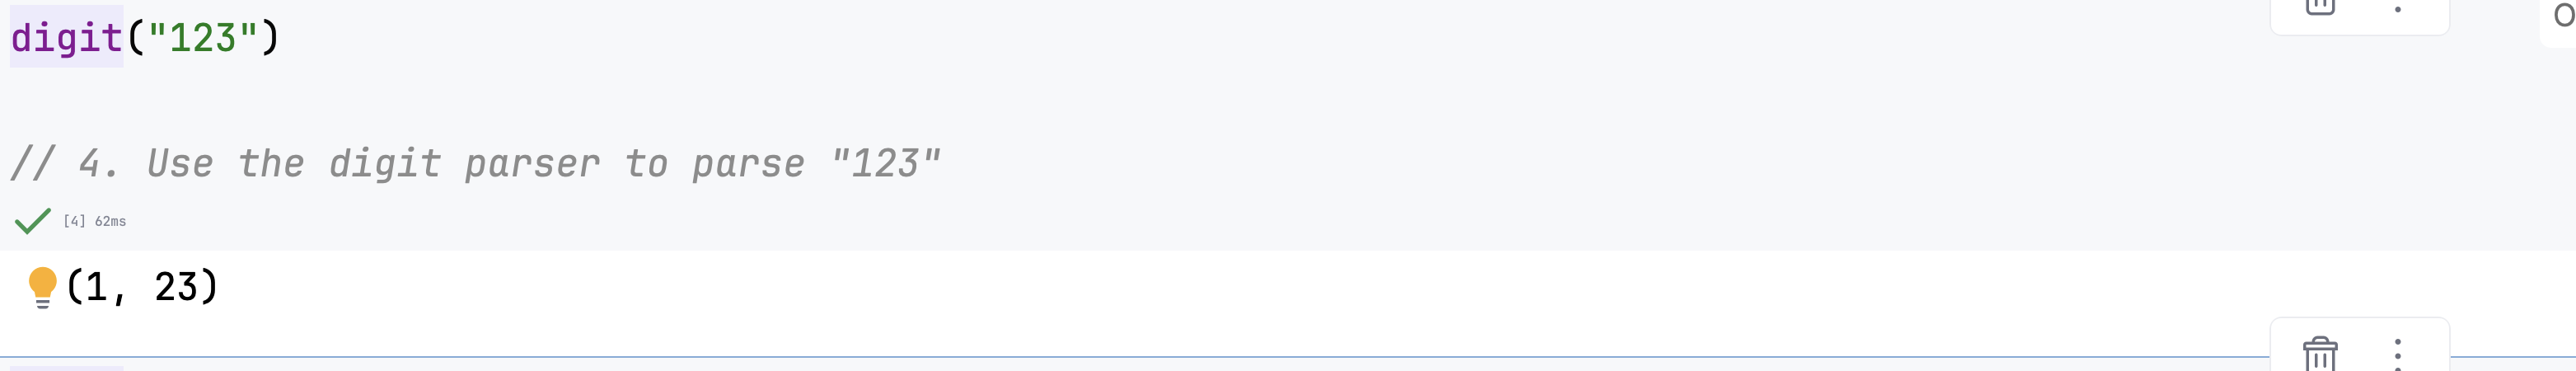 digit("123")
// 4. Use the digit parser to parse "123"
[4] 62ms
(1, 23)